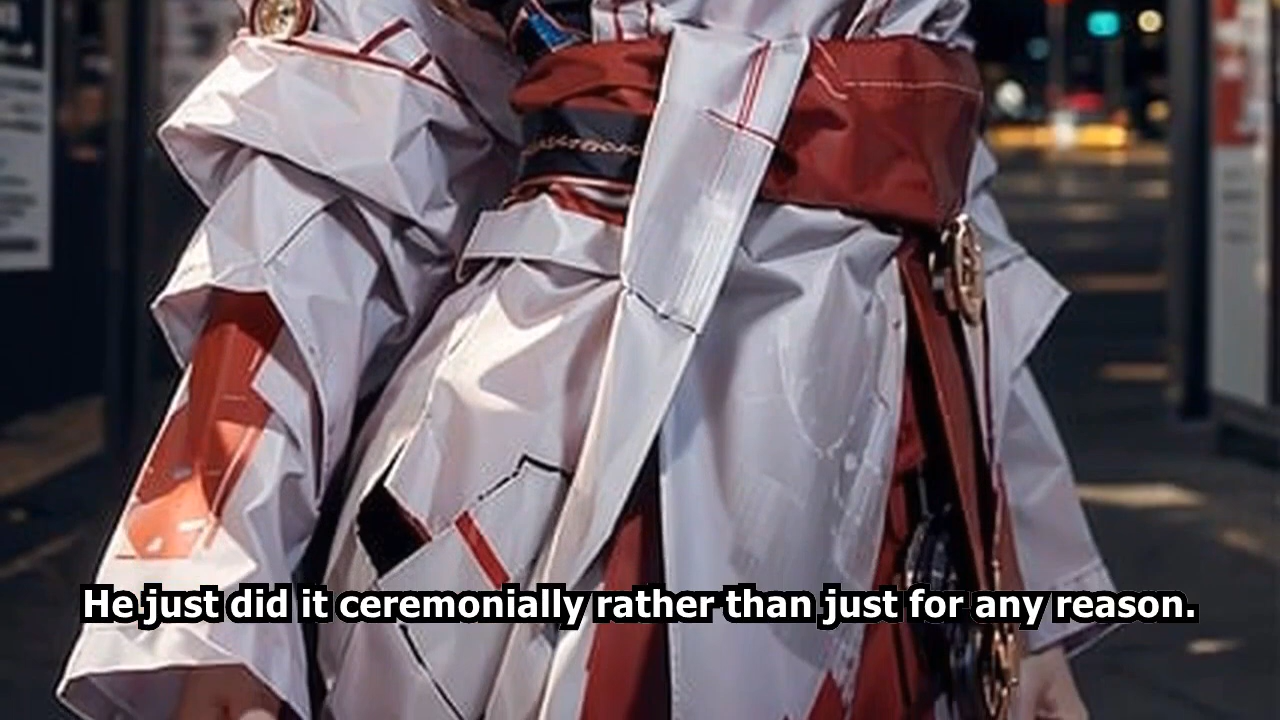 He just did it ceremonially rather than just for any reason.